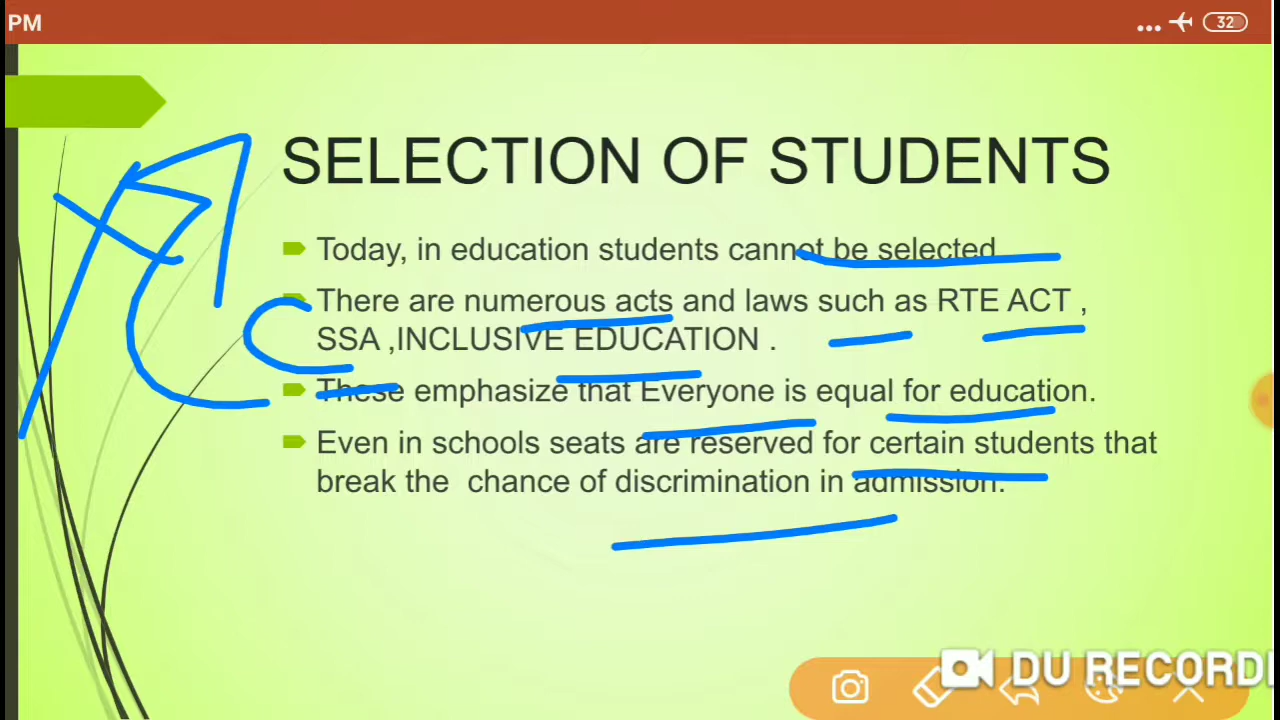 PM
32
SELECTION OF STUDENTS
Today, in education students cannot be selected
There are numerous acts and laws such as RTE ACT ,
SSA ,INCLUSIVE EDUCATION .
These emphasize that Everyone is equal for education.
Even in schools seats are reserved for certain students that
break the chance of discrimination in admission.
DU RECORD